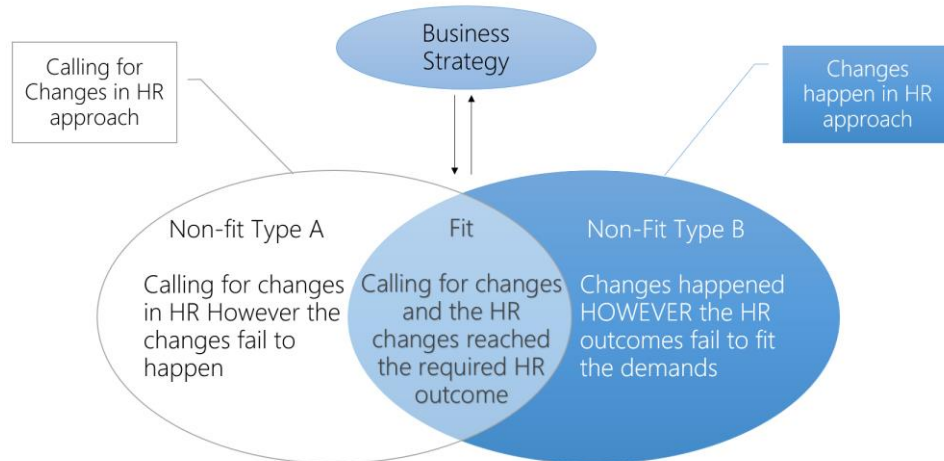 Business
Strategy
Calling for
Changes in HR
approach
Changes
happen in HR
approach
Non-fit Type A
Calling for changes
in HR However the
changes fail to
happen
Fit
Calling for changes
and the HR
changes reached
the required HR
outcome
Non-Fit Type B
Changes happened
HOWEVER the HR
outcomes fail to fit
the demands